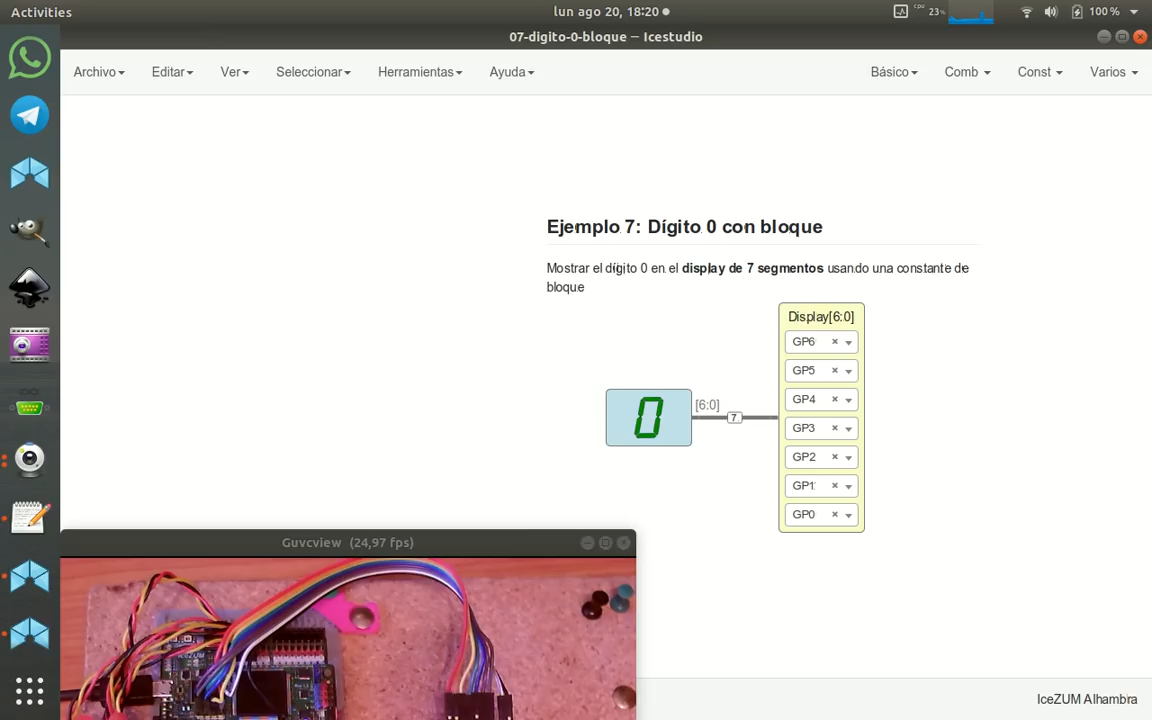 Activities
lun ago 20, 18:20
cpu
23%
100 %
07-digito-0-bloque – Icestudio
Archivo
Editar
Ver
Seleccionar
Herramientas
Ayuda
Básico
Comb
Const
Varios
Ejemplo 7: Dígito 0 con bloque
Mostrar el dígito 0 en el display de 7 segmentos usando una constante de
bloque
Display[6:0]
GP6
GP5
GP4
GP3
GP2
GP1
GP0
0
[6:0]
7
Guvcview (24,97 fps)
IceZUM Alhambra